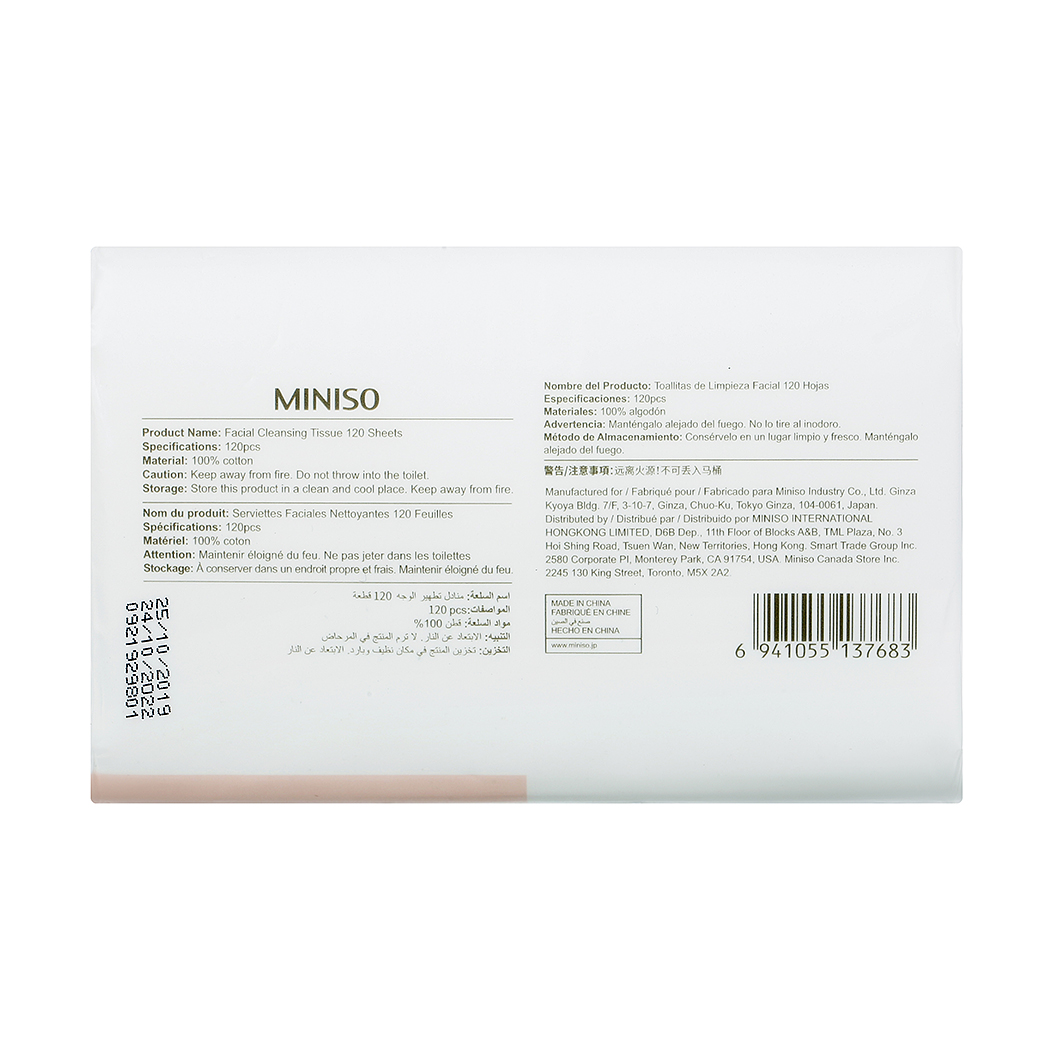 MINISO
Product Name: Facial Cleansing Tissue 120 Sheets
Specifications: 120pcs
Material: 100% cotton
Caution: Keep away from fire. Do not throw into the toilet.
Storage: Store this product in a clean and cool place. Keep away from fire.
Nom du produit: Serviettes Faciales Nettoyantes 120 Feuilles
Spécifications: 120pcs
Matériel: 100% coton
Attention: Maintenir éloigné du feu. Ne pas jeter dans les toilettes
Stockage: À conserver dans un endroit propre et frais. Maintenir éloigné du feu.
اسم السلعة: مناديل تطهير الوجه 120 قطعة
المواصفات: 120 pcs
مواد السلعة: قطن 100%
التنبيه: الابتعاد عن النار. لا ترم المنتج في المرحاض
التخزين: تخزين المنتج في مكان نظيف وبارد. الابتعاد عن النار
25/10/2019
24/10/2022
0921929801
Nombre del Producto: Toallitas de Limpieza Facial 120 Hojas
Especificaciones: 120pcs
Materiales: 100% algodón
Advertencia: Manténgalo alejado del fuego. No lo tire al inodoro.
Método de Almacenamiento: Consérvelo en un lugar limpio y fresco. Manténgalo
alejado del fuego.
警告/注意事項:远离火源!不可丢入马桶
Manufactured for / Fabriqué pour / Fabricado para Miniso Industry Co., Ltd. Ginza
Kyoya Bldg. 7/F, 3-10-7, Ginza, Chuo-Ku, Tokyo Ginza, 104-0061, Japan.
Distributed by / Distribué par / Distribuido por MINISO INTERNATIONAL
HONGKONG LIMITED, D6B Dep., 11th Floor of Blocks A&B, TML Plaza, No. 3
Hoi Shing Road, Tsuen Wan, New Territories, Hong Kong. Smart Trade Group Inc.
2580 Corporate Pl, Monterey Park, CA 91754, USA. Miniso Canada Store Inc.
2245 130 King Street, Toronto, M5X 2A2.
MADE IN CHINA
FABRIQUÉ EN CHINE
صنع في الصين
HECHO EN CHINA
www.miniso.jp
6 941055 137683